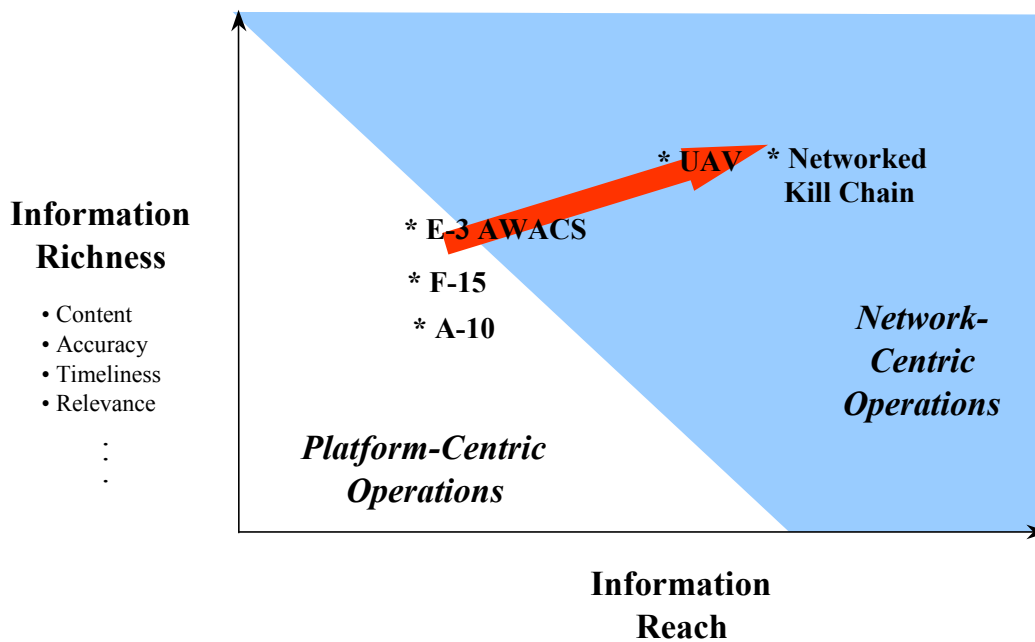 Information
Richness
• Content
• Accuracy
• Timeliness
• Relevance
.
.
.
* UAV
* Networked
Kill Chain
* E-3 AWACS
* F-15
* A-10
Network-
Centric
Operations
Platform-Centric
Operations
Information
Reach